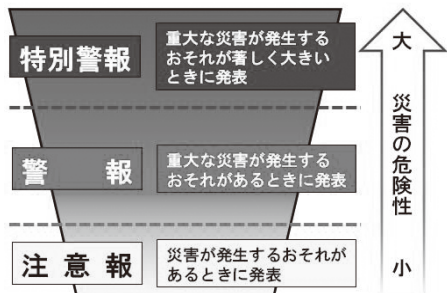 特別警報
重大な災害が発生する
おそれが著しく大きい
ときに発表
警報
重大な災害が発生する
おそれがあるときに発表
注意報
災害が発生するおそれが
あるときに発表
大
災害の危険性
小